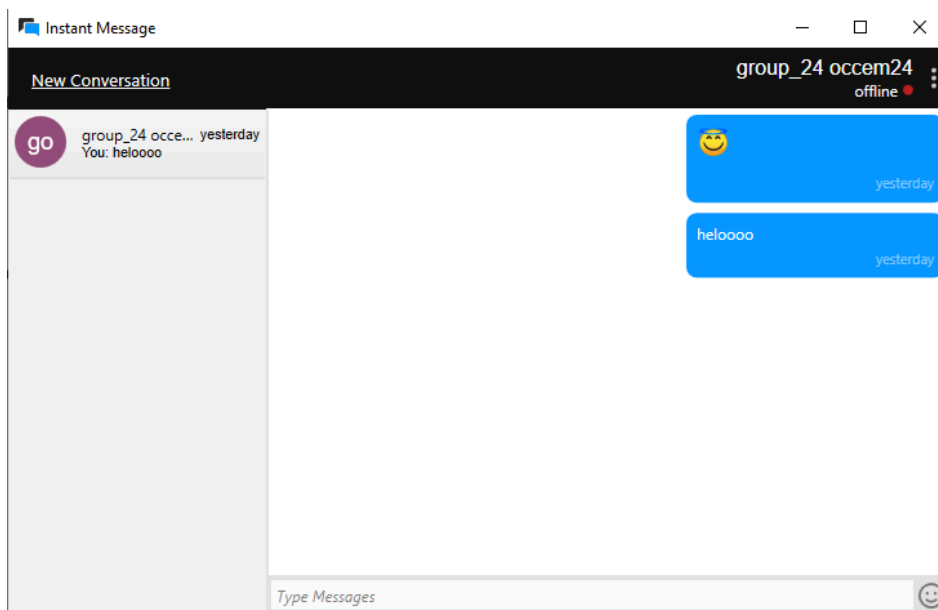 Instant Message
New Conversation
group_24 occem24
offline
go
group_24 occe... yesterday
You: heloooo
yesterday
heloooo
yesterday
Type Messages